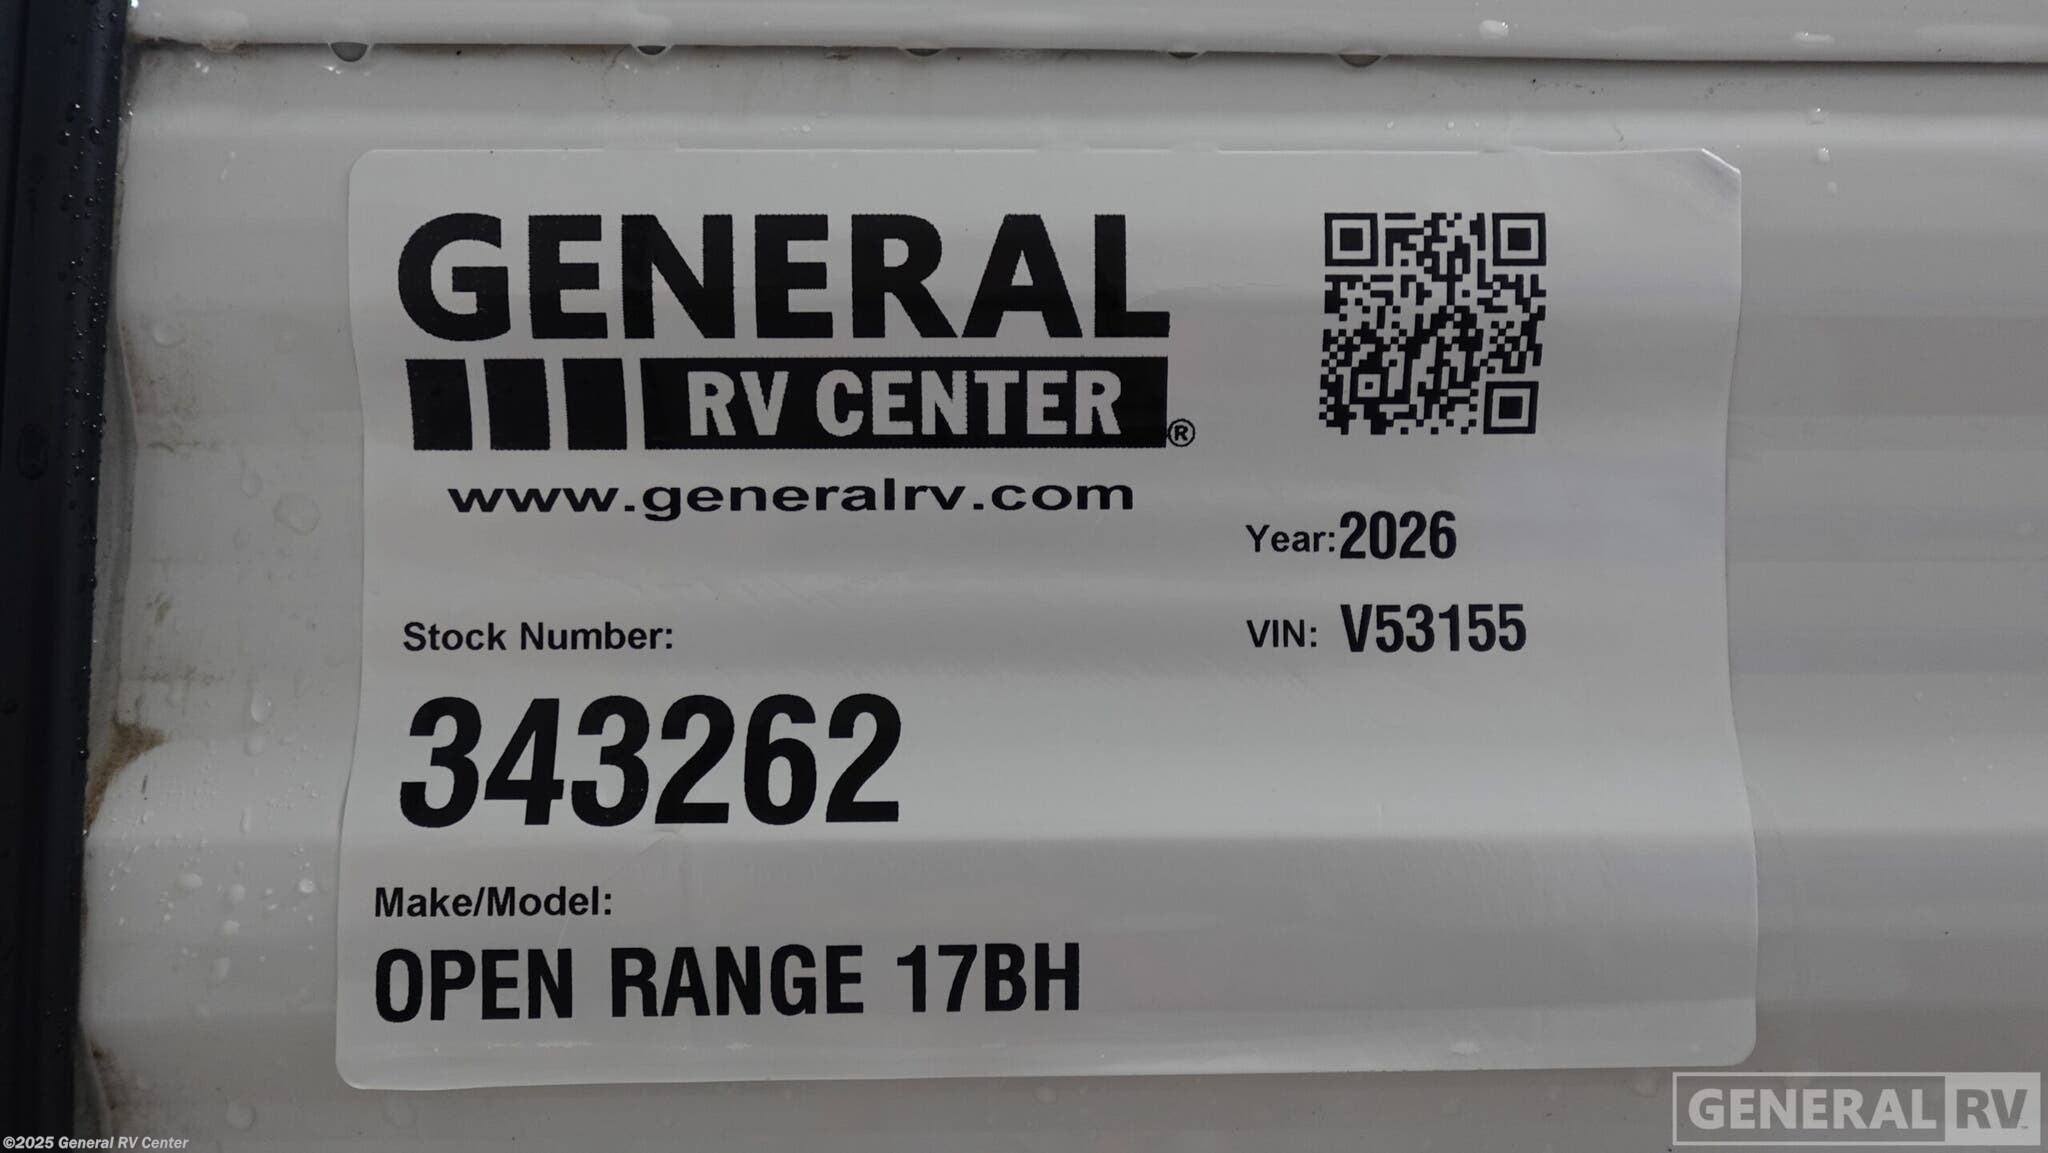 GENERAL
RV CENTER®
www.generalrv.com
Year: 2026
VIN: V53155
Stock Number:
343262
Make/Model:
OPEN RANGE 17BH
GENERAL RV™
©2025 General RV Center